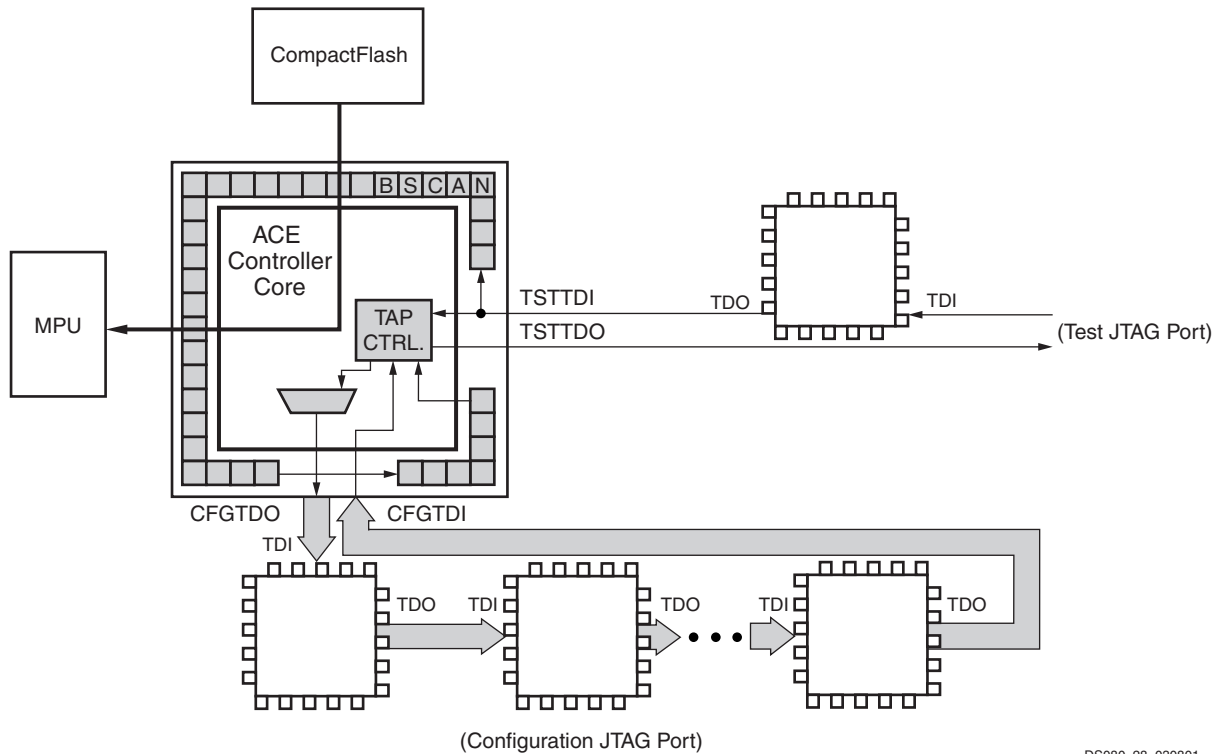 CompactFlash
B S C A N
ACE
Controller
Core
MPU
TAP
CTRL.
TSTTDI
TSTTDO
TDO
TDI
(Test JTAG Port)
CFGTDO
CFGTDI
TDI
TDO
TDI
TDO
TDI
TDO
(Configuration JTAG Port)
DS080_28_030801